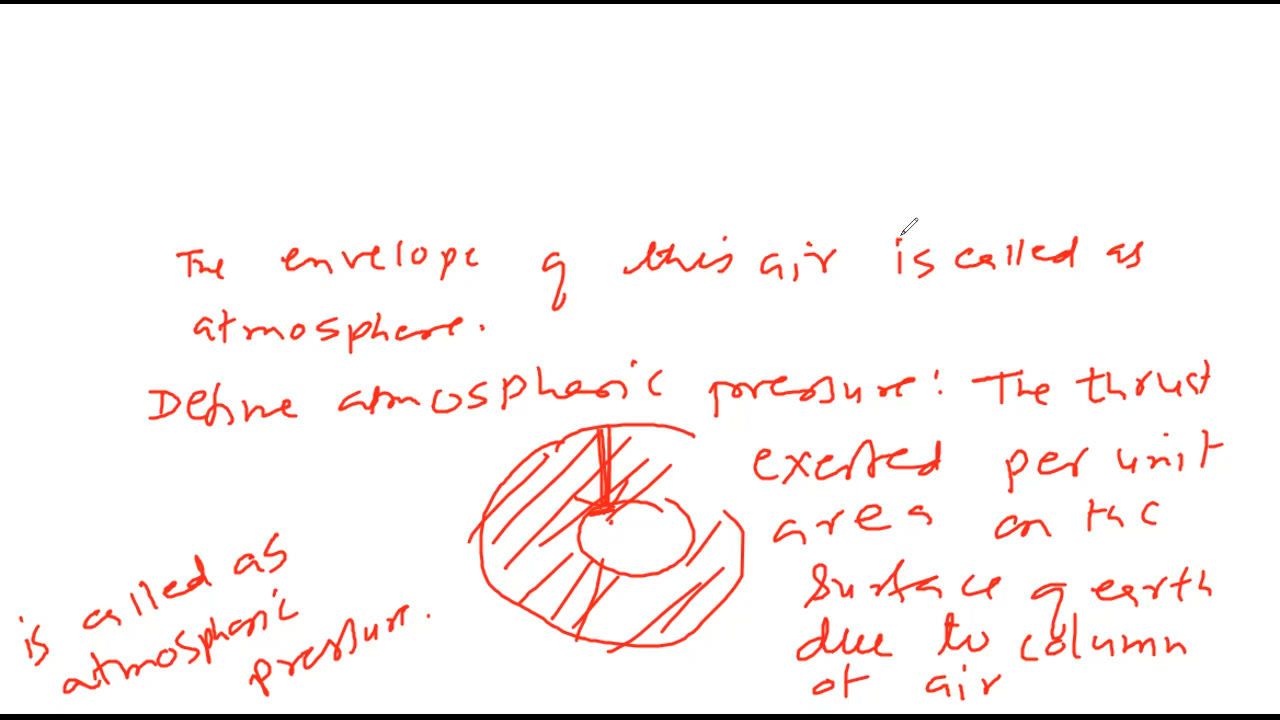 The envelope of this air is called as
atmosphere.
Define atmospheric pressure: The thrust
exerted per unit
area on the
surface of earth
due to column
of air
is called as
atmospheric
pressure.